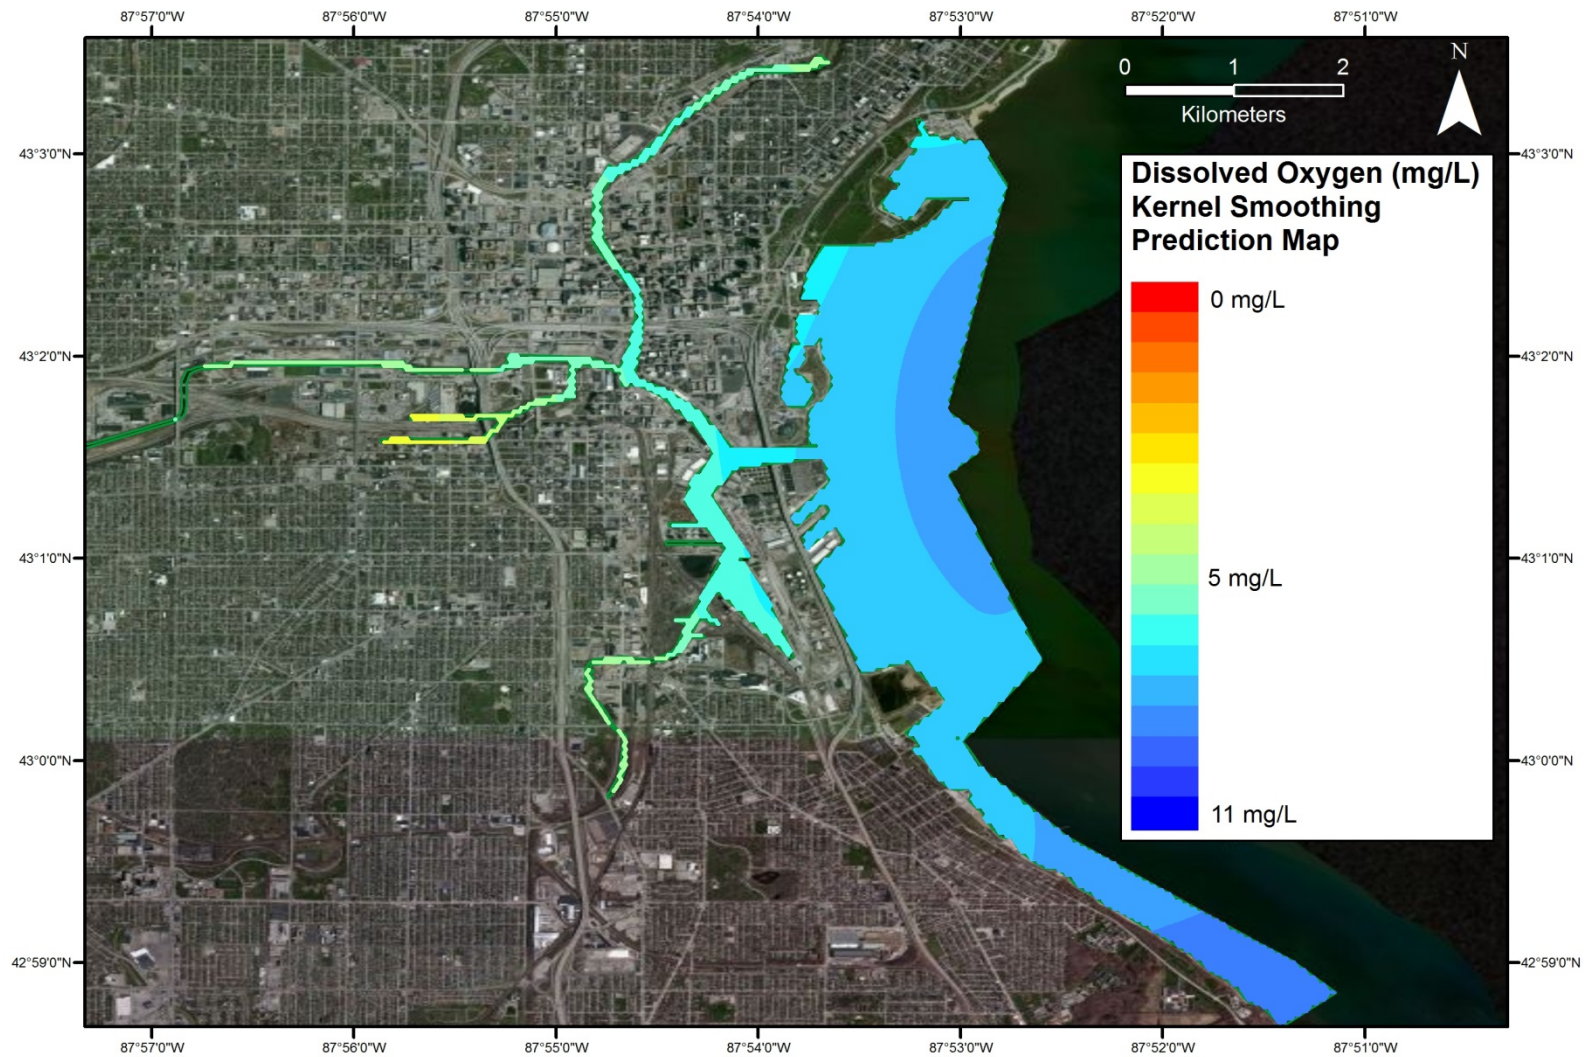 87°57'0"W 87°56'0"W 87°55'0"W 87°54'0"W 87°53'0"W 87°52'0"W 87°51'0"W
0 1 2
Kilometers
N
43°3'0"N 43°3'0"N
Dissolved Oxygen (mg/L)
Kernel Smoothing
Prediction Map
0 mg/L
43°2'0"N 43°2'0"N
43°1'0"N 43°1'0"N
5 mg/L
43°0'0"N 43°0'0"N
11 mg/L
42°59'0"N 42°59'0"N
87°57'0"W 87°56'0"W 87°55'0"W 87°54'0"W 87°53'0"W 87°52'0"W 87°51'0"W